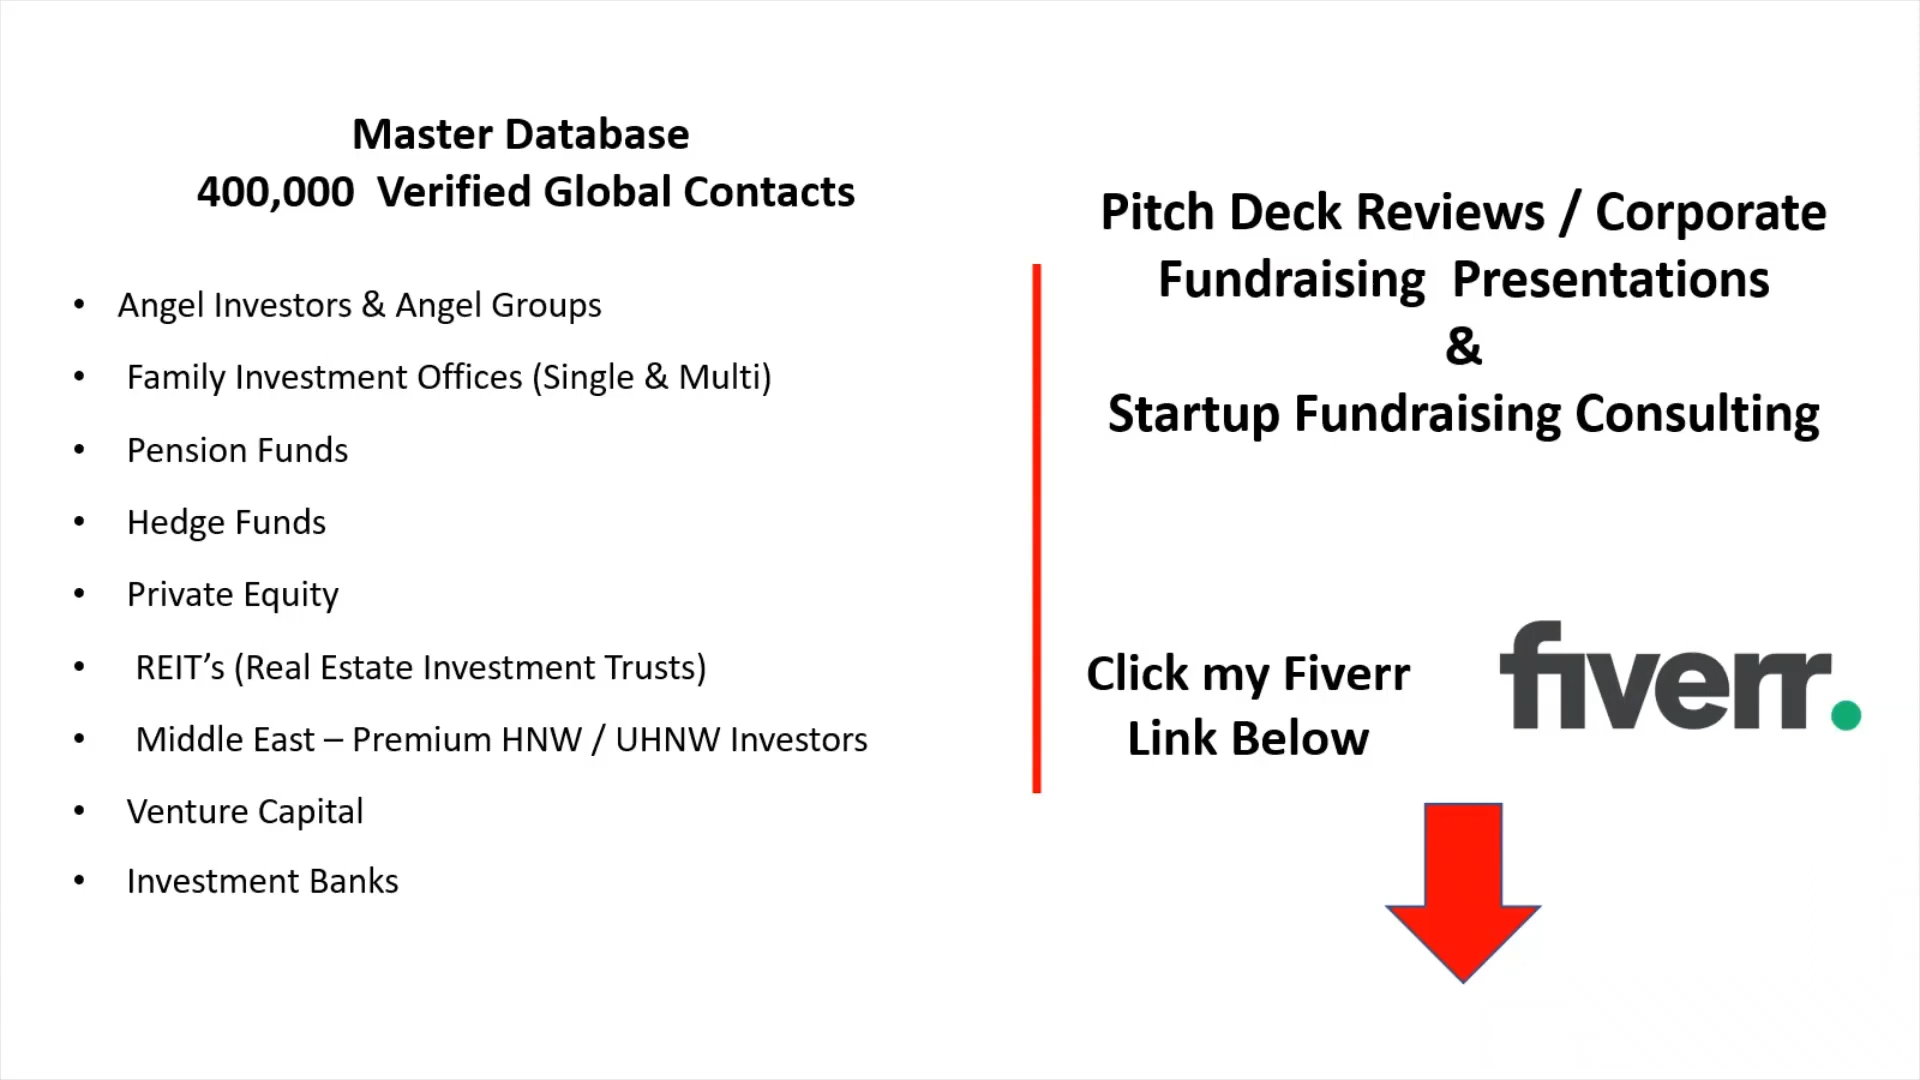 Master Database
400,000  Verified Global Contacts
• Angel Investors & Angel Groups
• Family Investment Offices (Single & Multi)
• Pension Funds
• Hedge Funds
• Private Equity
• REIT’s (Real Estate Investment Trusts)
• Middle East – Premium HNW / UHNW Investors
• Venture Capital
• Investment Banks
Pitch Deck Reviews / Corporate
Fundraising  Presentations
&
Startup Fundraising Consulting
Click my Fiverr
Link Below
fiverr.